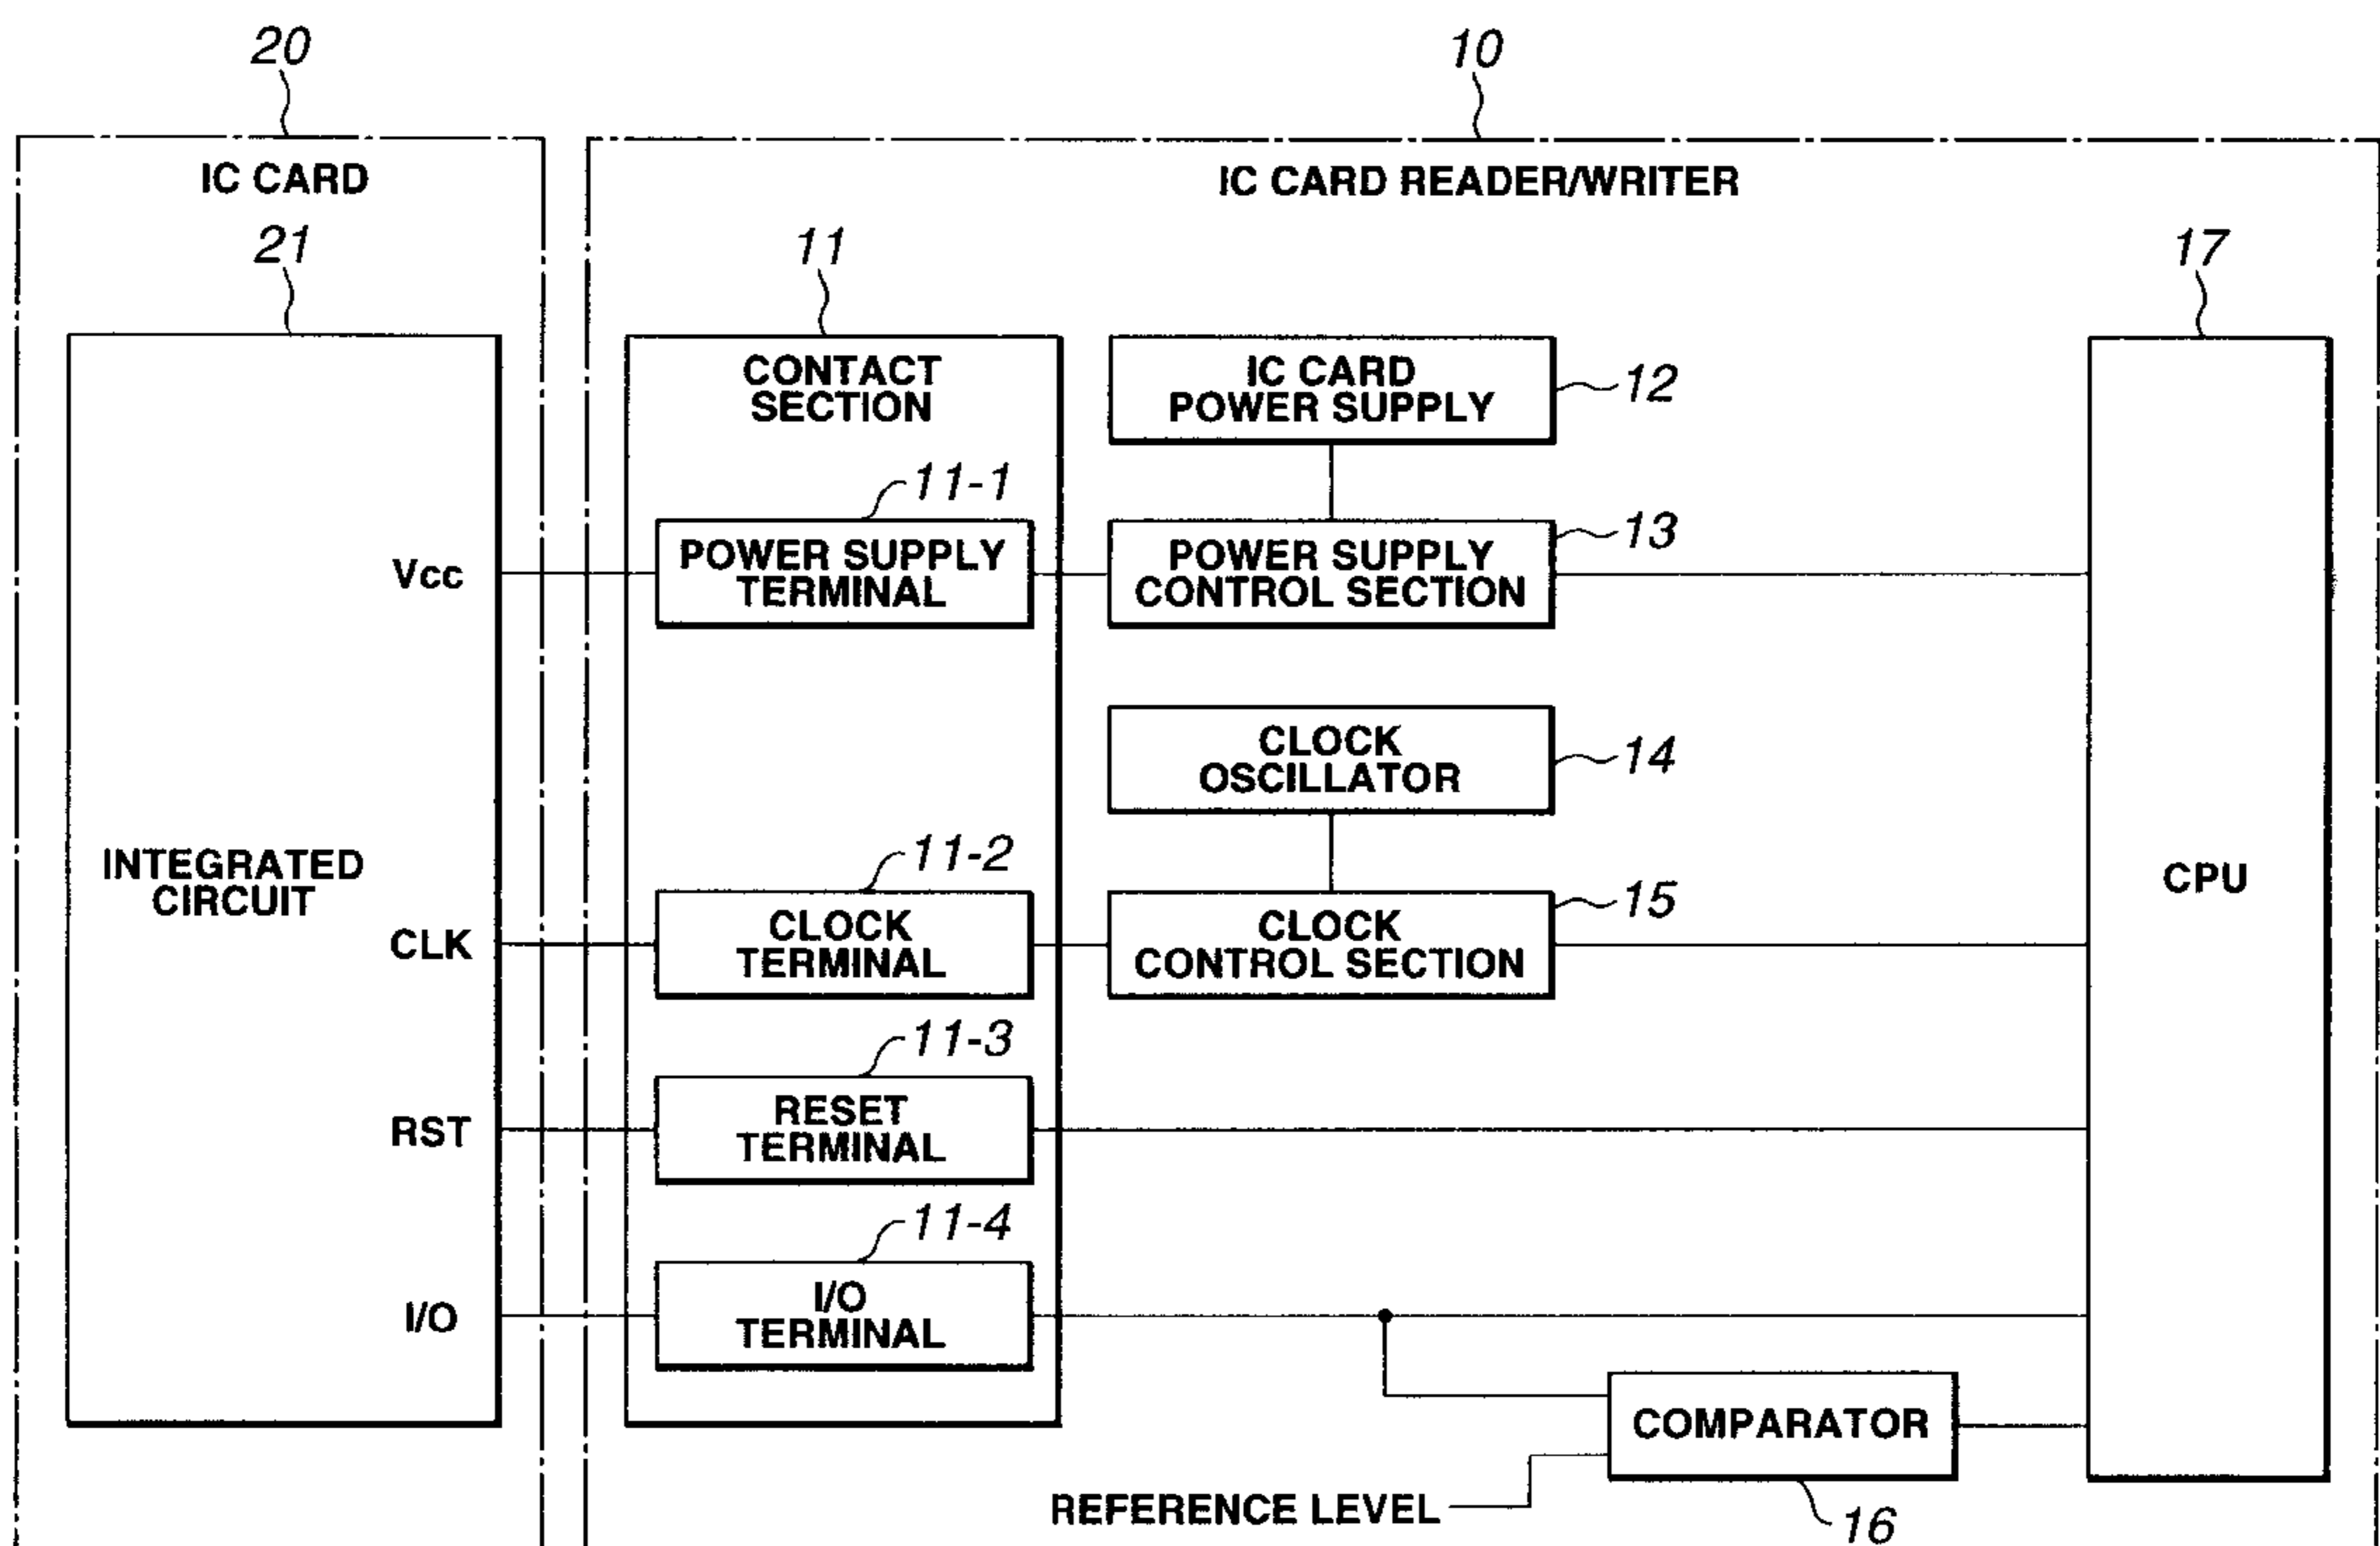 20
10
IC CARD
IC CARD READER/WRITER
21
11
17
CONTACT
SECTION
IC CARD
POWER SUPPLY
12
11-1
13
Vcc
POWER SUPPLY
TERMINAL
POWER SUPPLY
CONTROL SECTION
CLOCK
OSCILLATOR
14
INTEGRATED
CIRCUIT
11-2
15
CPU
CLK
CLOCK
TERMINAL
CLOCK
CONTROL SECTION
11-3
RST
RESET
TERMINAL
11-4
I/O
I/O
TERMINAL
COMPARATOR
REFERENCE LEVEL
16